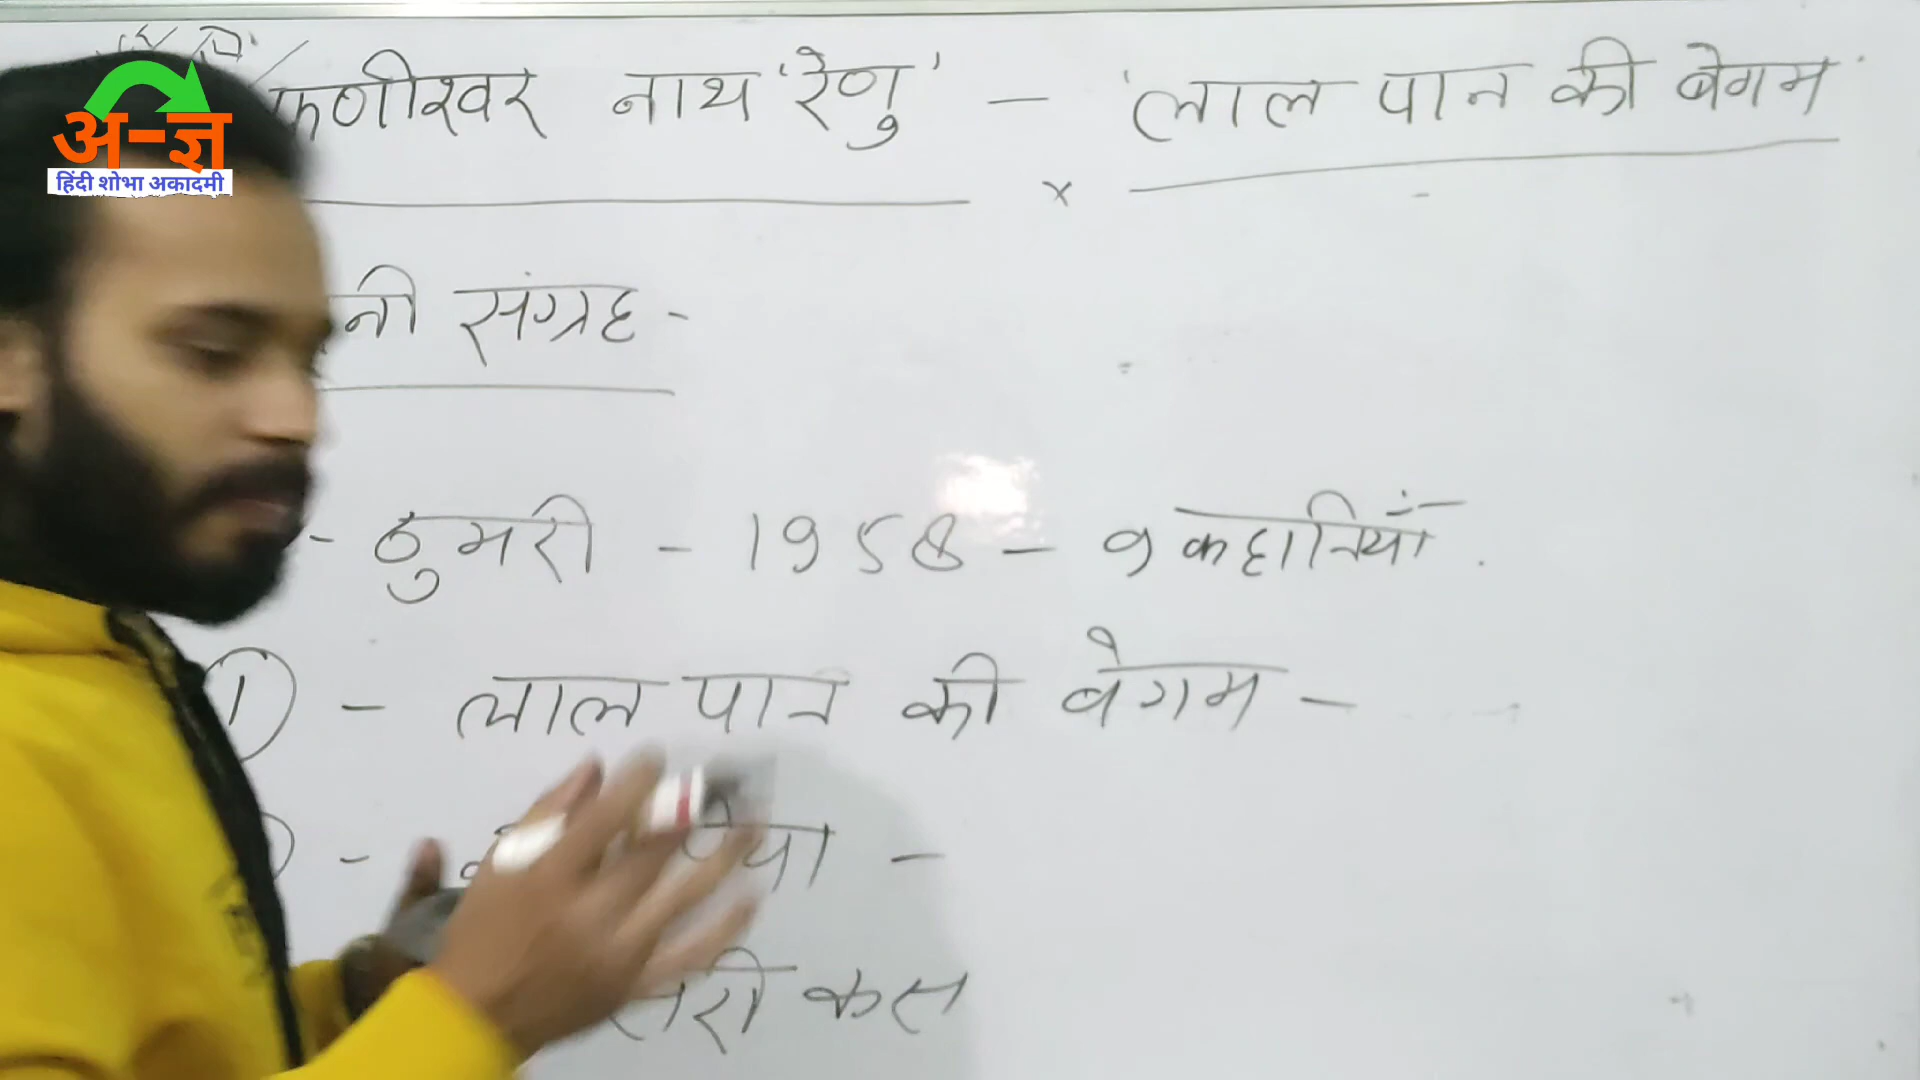 अ-ज्ञ
हिंदी शोभा अकादमी
फणीश्वर नाथ 'रेणु' - 'लाल पान की बेगम'
संग्रह -
- ठुमरी - 1958 - 9 कहानियाँ .
① - लाल पान की बेगम -